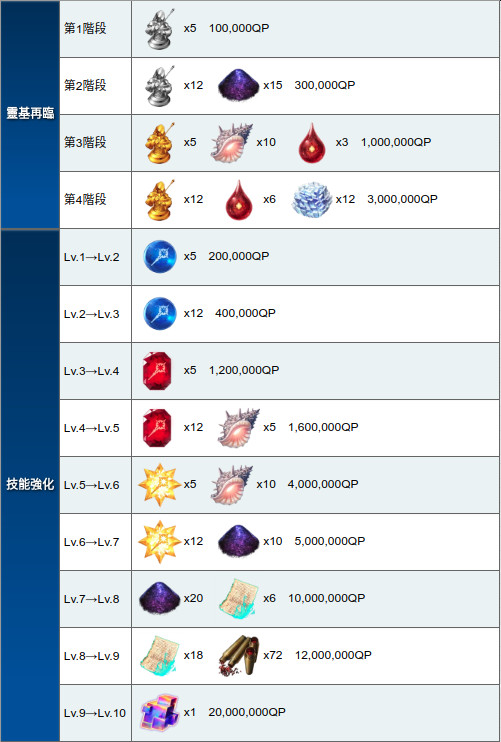 靈基再臨
第1階段 x5 100,000QP
第2階段 x12 x15 300,000QP
第3階段 x5 x10 x3 1,000,000QP
第4階段 x12 x6 x12 3,000,000QP
技能強化
Lv.1→Lv.2 x5 200,000QP
Lv.2→Lv.3 x12 400,000QP
Lv.3→Lv.4 x5 1,200,000QP
Lv.4→Lv.5 x12 x5 1,600,000QP
Lv.5→Lv.6 x5 x10 4,000,000QP
Lv.6→Lv.7 x12 x10 5,000,000QP
Lv.7→Lv.8 x20 x6 10,000,000QP
Lv.8→Lv.9 x18 x72 12,000,000QP
Lv.9→Lv.10 x1 20,000,000QP